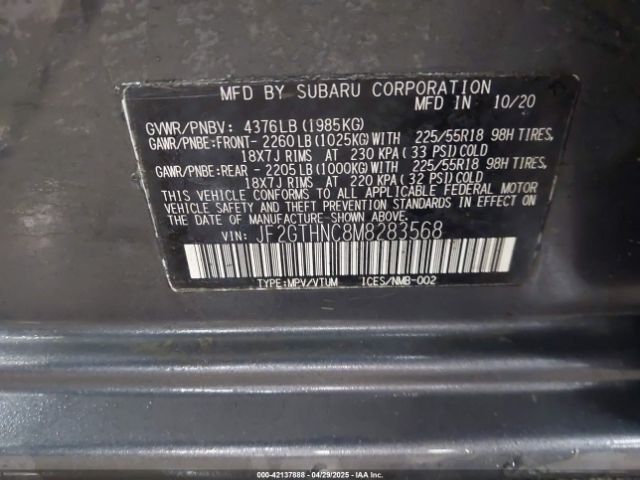 MFD BY SUBARU CORPORATION
MFD IN 10/20
GVWR/PNBV: 4376LB(1985KG)
GAWR/PNBE:FRONT- 2260LB(1025KG)WITH 225/55R18 98H TIRES,
18X7J RIMS AT 230 KPA( 33 PSI)COLD
GAWR/PNBE:REAR - 2205LB(1000KG)WITH 225/55R18 98H TIRES,
18X7J RIMS AT 220 KPA( 32 PSI)COLD
THIS VEHICLE CONFORMS TO ALL APPLICABLE FEDERAL MOTOR
VEHICLE SAFETY AND THEFT PREVENTION STANDARDS IN EFFECT ON
THE DATE OF MANUFACTURE SHOWN ABOVE.
VIN: JF2GTHNC8M8283568
TYPE:MPV/VTUM ICES/NMB-002
000-42137888 - 04/29/2025 - IAAI.COM